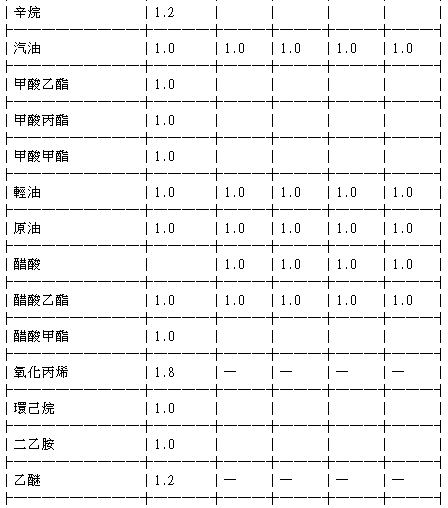 辛烷 1.2
汽油 1.0 1.0 1.0 1.0 1.0
甲酸乙酯 1.0
甲酸丙酯 1.0
甲酸甲酯 1.0
輕油 1.0 1.0 1.0 1.0 1.0
原油 1.0 1.0 1.0 1.0 1.0
醋酸 1.0 1.0 1.0 1.0
醋酸乙酯 1.0 1.0 1.0 1.0 1.0
醋酸甲酯 1.0
氧化丙烯 1.8 — — — —
環己烷 1.0
二乙胺 1.0
乙醚 1.2 — — — —